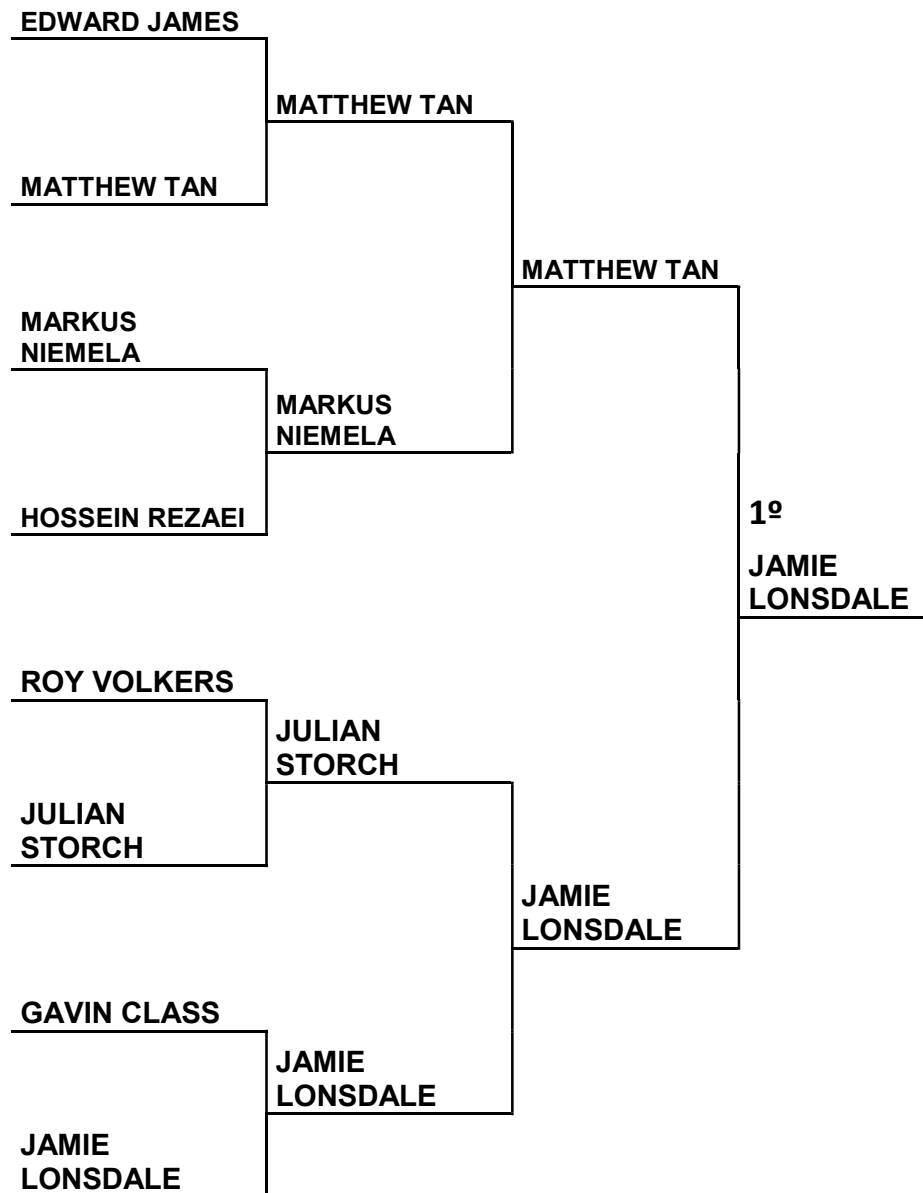 EDWARD JAMES
MATTHEW TAN
MATTHEW TAN
MATTHEW TAN
MARKUS
NIEMELA
MARKUS
NIEMELA
HOSSEIN REZAEI
1º
JAMIE
LONSDALE
ROY VOLKERS
JULIAN
STORCH
JULIAN
STORCH
JAMIE
LONSDALE
GAVIN CLASS
JAMIE
LONSDALE
JAMIE
LONSDALE